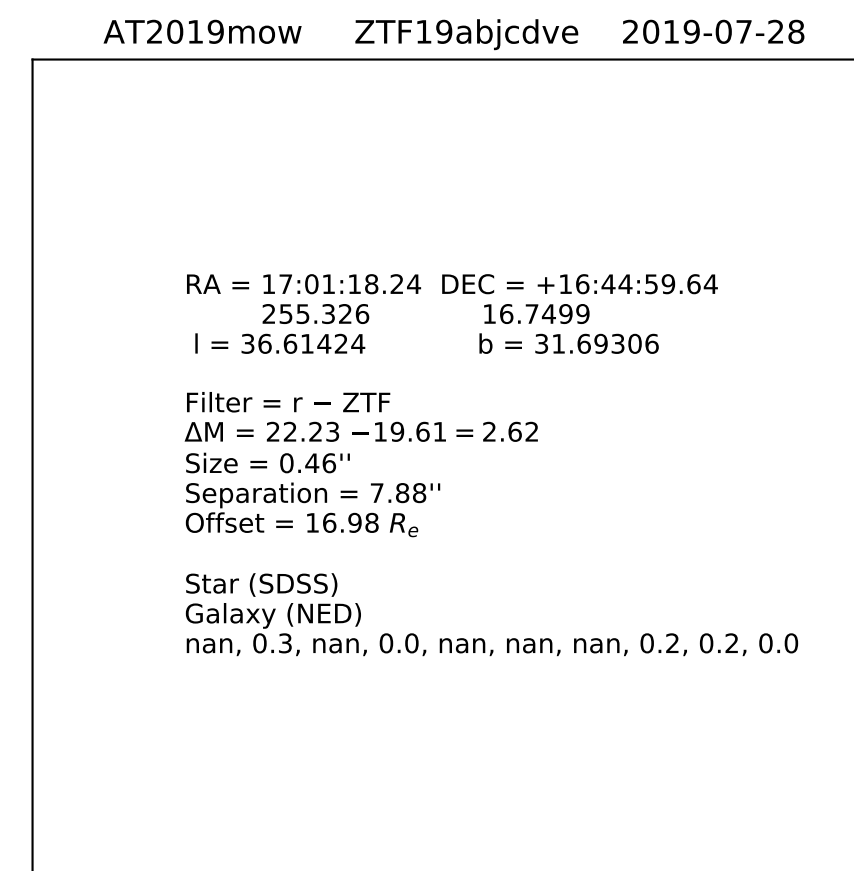 AT2019mow ZTF19abjcdve 2019-07-28
RA = 17:01:18.24 DEC = +16:44:59.64
255.326 16.7499
l = 36.61424 b = 31.69306
Filter = r − ZTF
ΔM = 22.23 −19.61 = 2.62
Size = 0.46''
Separation = 7.88''
Offset = 16.98 Rₑ
Star (SDSS)
Galaxy (NED)
nan, 0.3, nan, 0.0, nan, nan, nan, 0.2, 0.2, 0.0